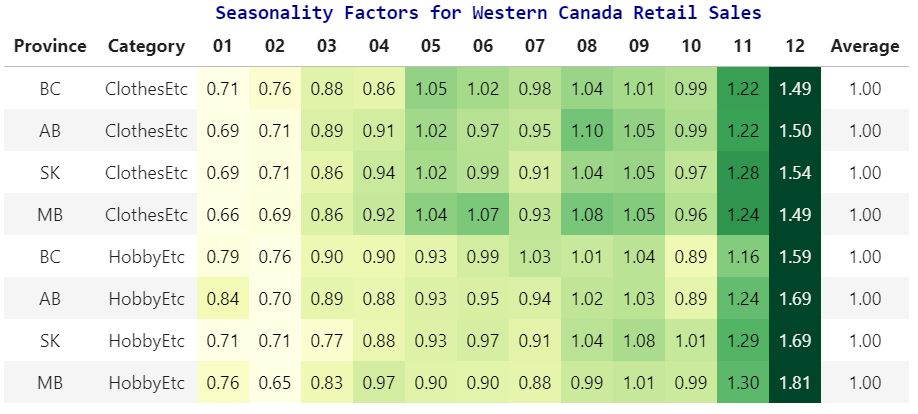 Seasonality Factors for Western Canada Retail Sales
Province Category 01 02 03 04 05 06 07 08 09 10 11 12 Average
BC ClothesEtc 0.71 0.76 0.88 0.86 1.05 1.02 0.98 1.04 1.01 0.99 1.22 1.49 1.00
AB ClothesEtc 0.69 0.71 0.89 0.91 1.02 0.97 0.95 1.10 1.05 0.99 1.22 1.50 1.00
SK ClothesEtc 0.69 0.71 0.86 0.94 1.02 0.99 0.91 1.04 1.05 0.97 1.28 1.54 1.00
MB ClothesEtc 0.66 0.69 0.86 0.92 1.04 1.07 0.93 1.08 1.05 0.96 1.24 1.49 1.00
BC HobbyEtc 0.79 0.76 0.90 0.90 0.93 0.99 1.03 1.01 1.04 0.89 1.16 1.59 1.00
AB HobbyEtc 0.84 0.70 0.89 0.88 0.93 0.95 0.94 1.02 1.03 0.89 1.24 1.69 1.00
SK HobbyEtc 0.71 0.71 0.77 0.88 0.93 0.97 0.91 1.04 1.08 1.01 1.29 1.69 1.00
MB HobbyEtc 0.76 0.65 0.83 0.97 0.90 0.90 0.88 0.99 1.01 0.99 1.30 1.81 1.00